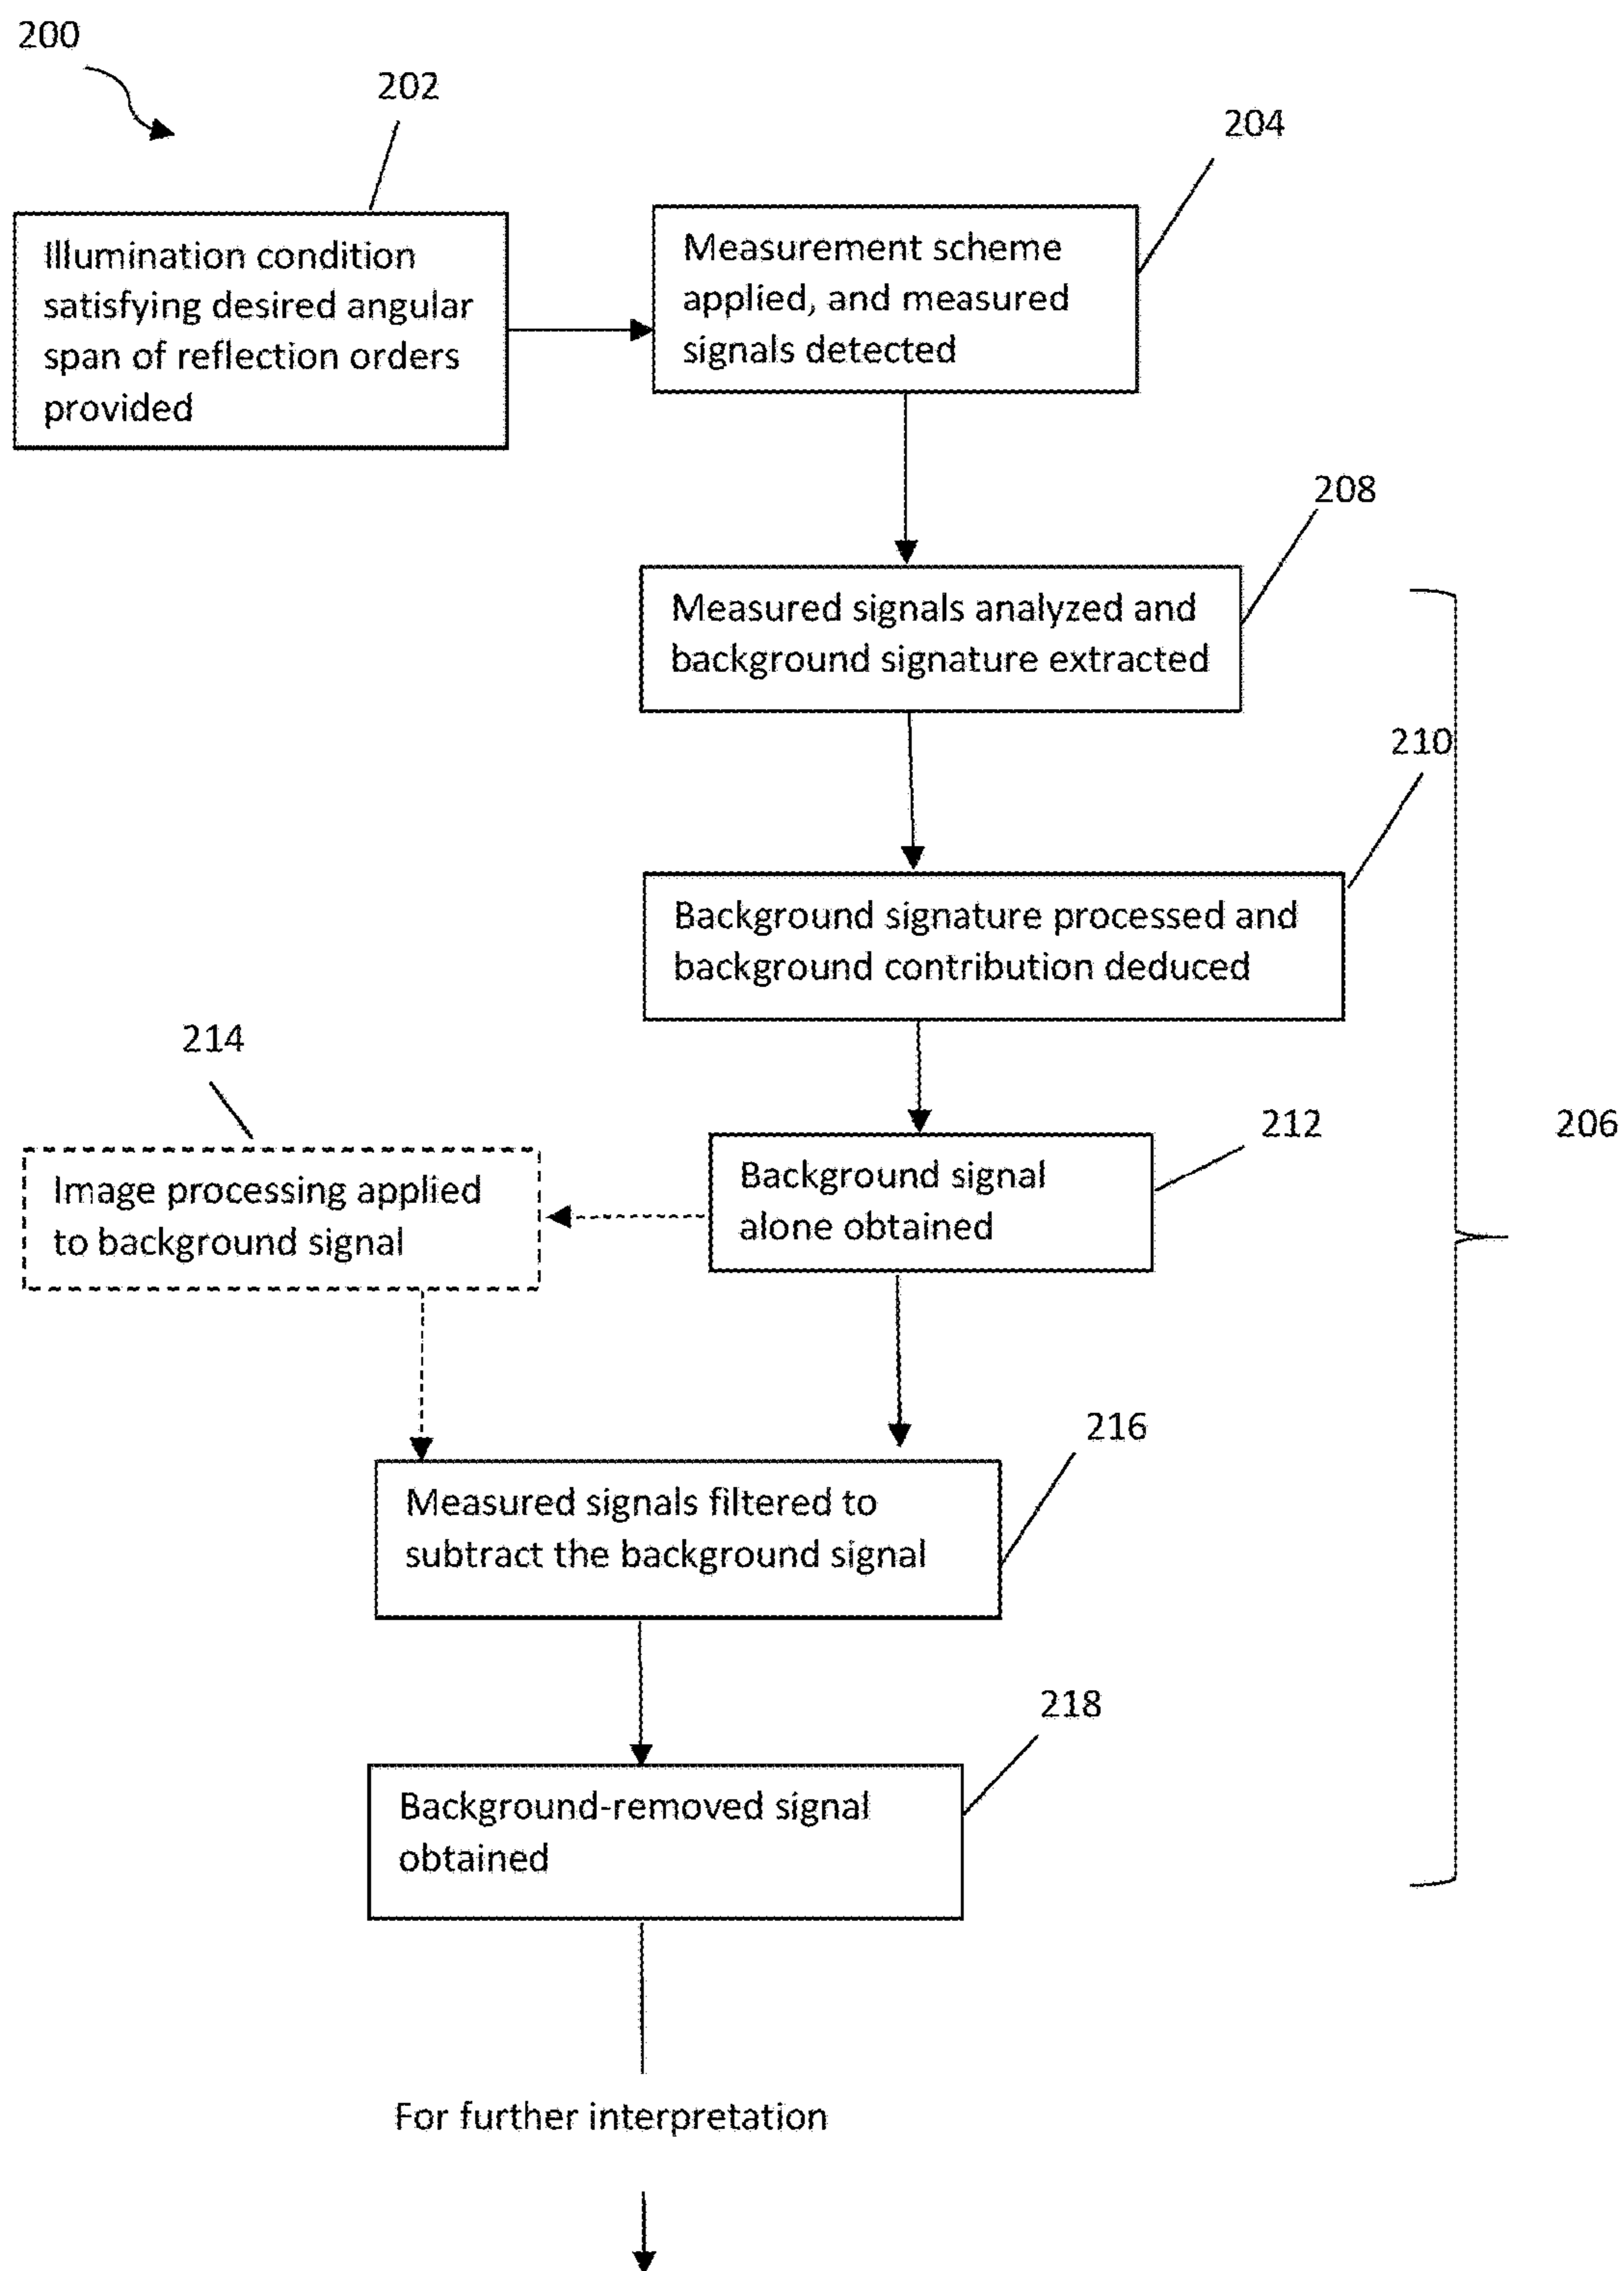 200
202
204
Illumination condition
satisfying desired angular
span of reflection orders
provided
Measurement scheme
applied, and measured
signals detected
208
Measured signals analyzed and
background signature extracted
210
Background signature processed and
background contribution deduced
214
212
206
Image processing applied
to background signal
Background signal
alone obtained
216
Measured signals filtered to
subtract the background signal
218
Background-removed signal
obtained
For further interpretation